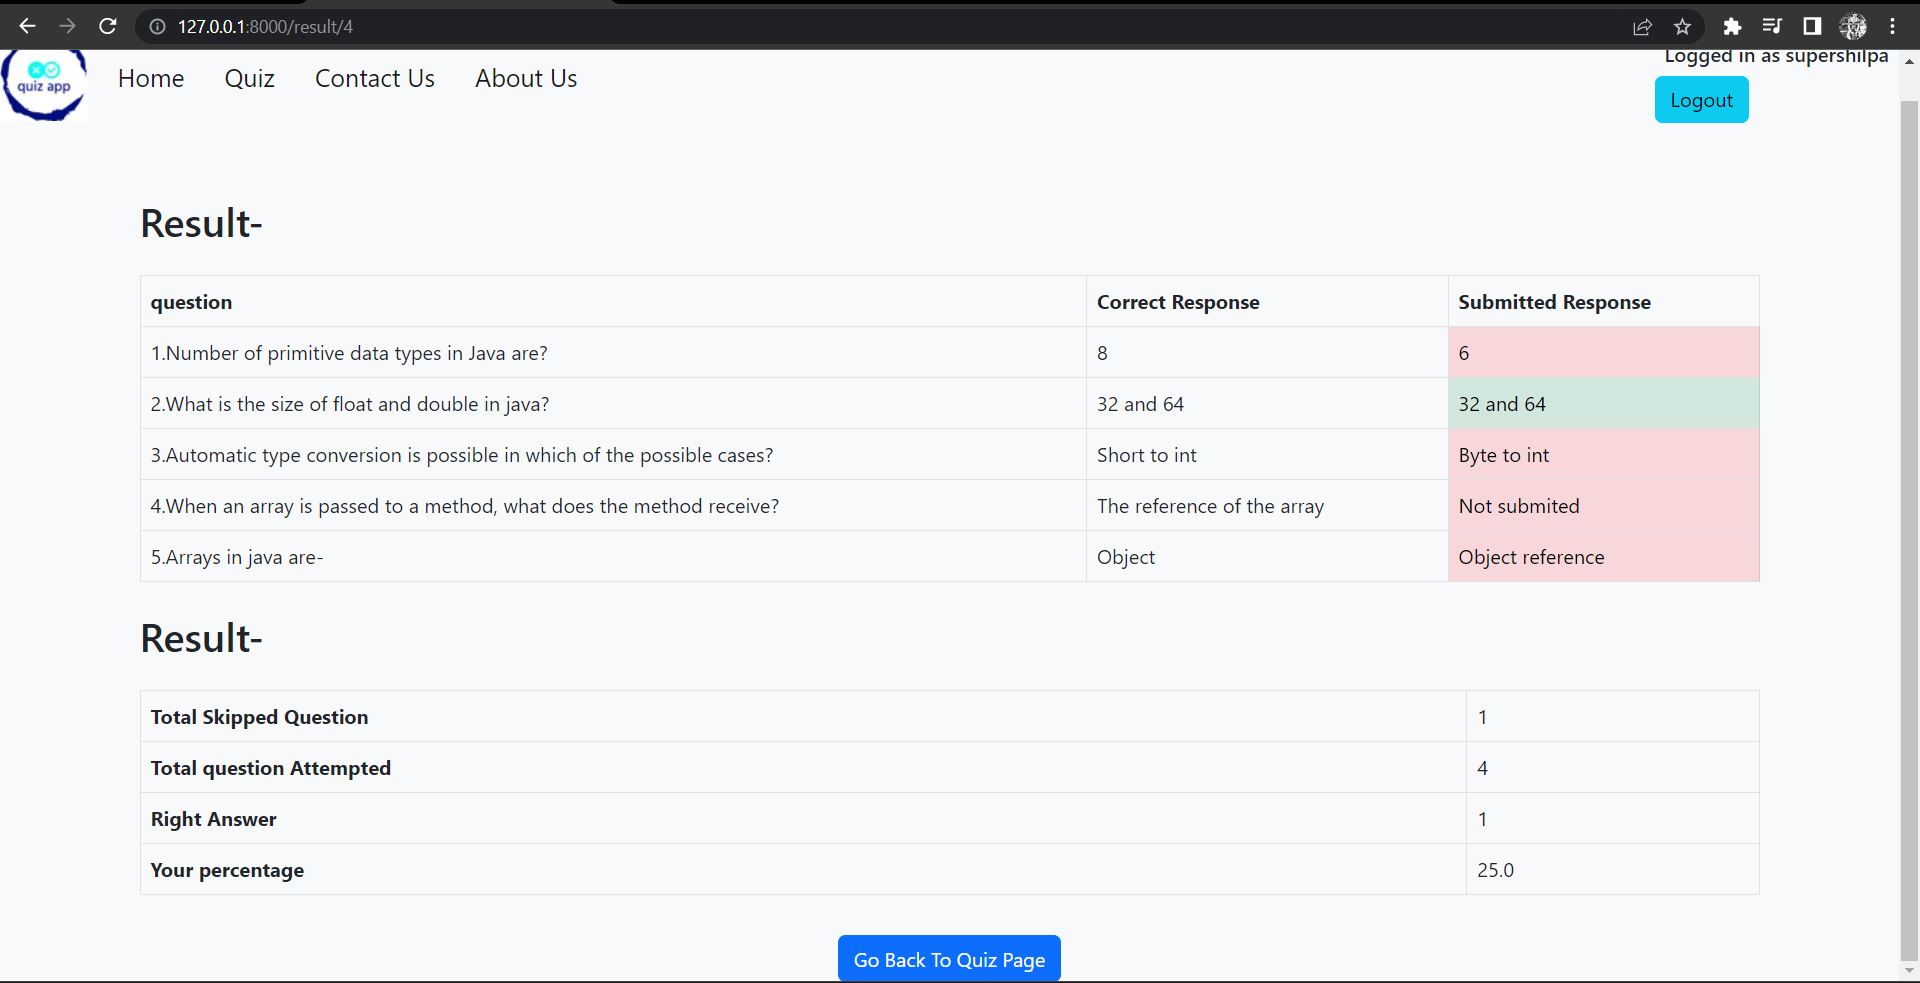 127.0.0.1:8000/result/4
quiz app
Home Quiz Contact Us About Us
Logged in as supershilpa
Logout
Result-
question Correct Response Submitted Response
1.Number of primitive data types in Java are? 8 6
2.What is the size of float and double in java? 32 and 64 32 and 64
3.Automatic type conversion is possible in which of the possible cases? Short to int Byte to int
4.When an array is passed to a method, what does the method receive? The reference of the array Not submited
5.Arrays in java are- Object Object reference
Result-
Total Skipped Question 1
Total question Attempted 4
Right Answer 1
Your percentage 25.0
Go Back To Quiz Page